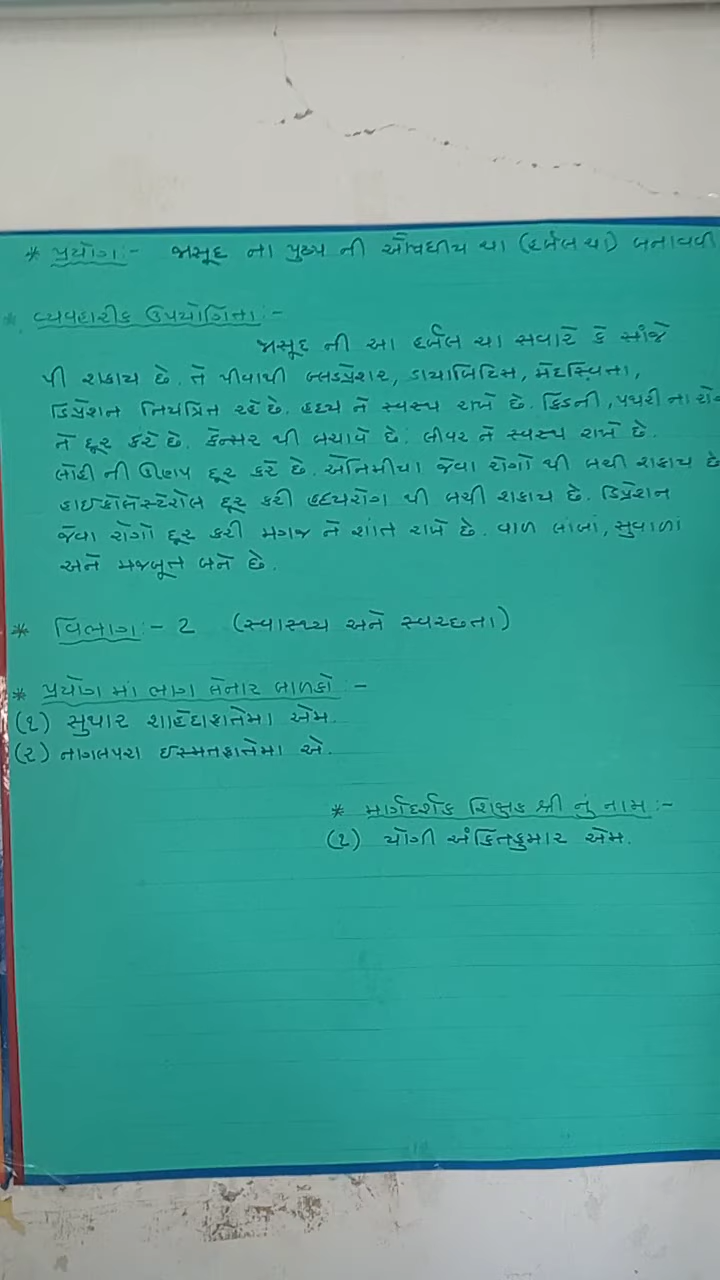 * પ્રયોગ:- જાસૂદ ના પુષ્પ ની ઔષધીય ચા (હર્બલ ચા) બનાવવી
* વ્યવહારીક ઉપયોગિતા:-
જાસૂદ ની આ હર્બલ ચા સવારે કે સાંજે
પી શકાય છે. તે પીવાથી બ્લડપ્રેશર, ડાયાબિટિસ, મેદસ્વિતા,
ડિપ્રેશન નિયંત્રિત રહે છે. હૃદય ને સ્વસ્થ રાખે છે. કિડની, પથરી ના
ને દૂર કરે છે. કેન્સર થી બચાવે છે. લીવર ને સ્વસ્થ રાખે છે.
લોહી ની ઊણપ દૂર કરે છે. એનિમીયા જેવા રોગો થી બચી શકાય છે
હાઇકોલેસ્ટેરોલ દૂર કરી હૃદયરોગ થી બચી શકાય છે. ડિપ્રેશન
જેવા રોગો દૂર કરી મગજ ને શાંત રાખે છે. વાળ લાંબા, સુવાળાં
અને મજબૂત બને છે.
* વિભાગ:- 2 (સ્વાસ્થ્ય અને સ્વચ્છતા)
* પ્રયોગ માં ભાગ લેનાર બાળકો:-
(૧) સુથાર શાહેદાફાતેમા એમ.
(૨) નાગલપરા ઇસ્મતફાતેમા એ.
* માર્ગદર્શક શિક્ષક શ્રી નું નામ:-
(૧) યોગી અંકિતકુમાર એમ.